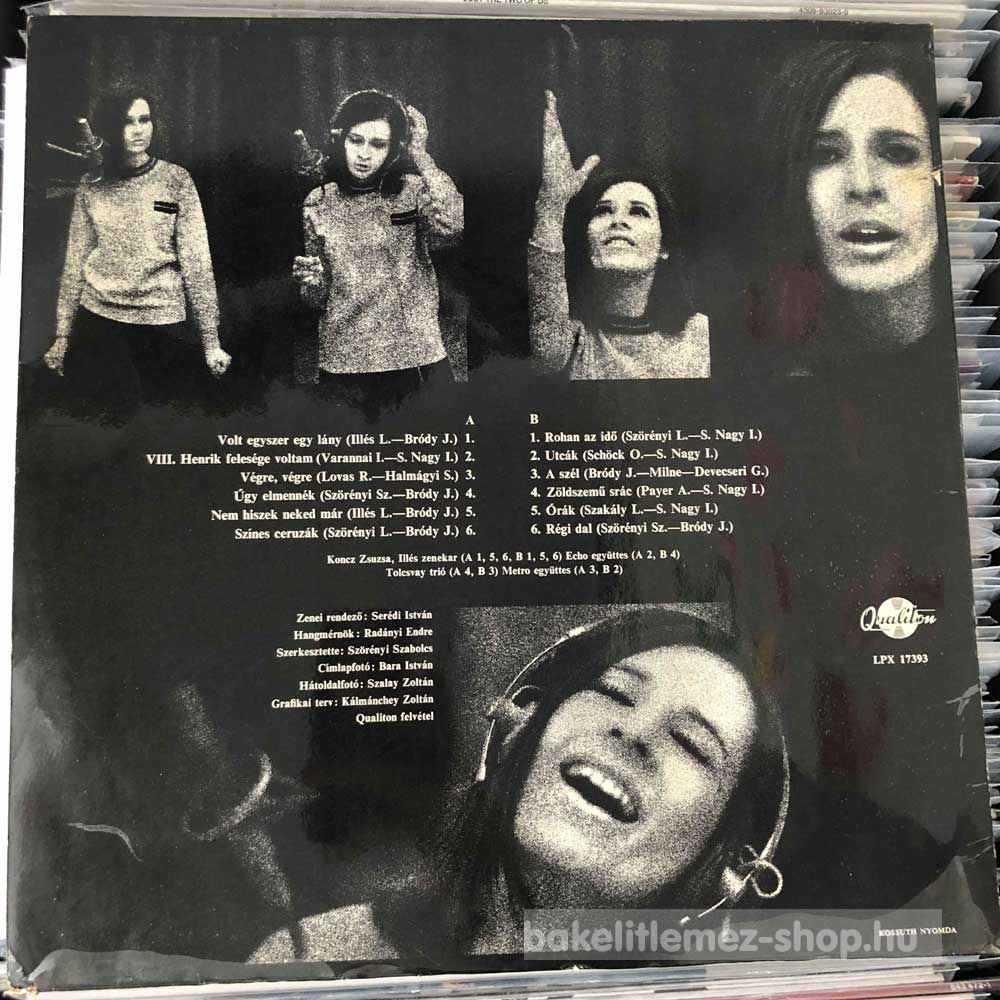 JUST THE TWO OF US
A
Volt egyszer egy lány (Illés L.—Bródy J.) 1.
VIII. Henrik felesége voltam (Varannai I.—S. Nagy I.) 2.
Végre, végre (Lovas R.—Halmágyi S.) 3.
Úgy elmennék (Szörényi Sz.—Bródy J.) 4.
Nem hiszek neked már (Illés L.—Bródy J.) 5.
Színes ceruzák (Szörényi L.—Bródy J.) 6.
B
1. Rohan az idő (Szörényi L.—S. Nagy I.)
2. Utcák (Schöck O.—S. Nagy I.)
3. A szél (Bródy J.—Milne—Devecseri G.)
4. Zöldszemű srác (Payer A.—S. Nagy I.)
5. Órák (Szakály L.—S. Nagy I.)
6. Régi dal (Szörényi Sz.—Bródy J.)
Koncz Zsuzsa, Illés zenekar (A 1, 5, 6, B 1, 5, 6) Echo együttes (A 2, B 4)
Tolcsvay trió (A 4, B 3) Metro együttes (A 3, B 2)
Zenei rendező: Serédi István
Hangmérnök: Radányi Endre
Szerkesztette: Szörényi Szabolcs
Címlapfotó: Bara István
Hátoldalfotó: Szalay Zoltán
Grafikai terv: Kálmánchey Zoltán
Qualiton felvétel
Qualiton
LPX 17393
bakelitlemez-shop.hu
KOSSUTH NYOMDA